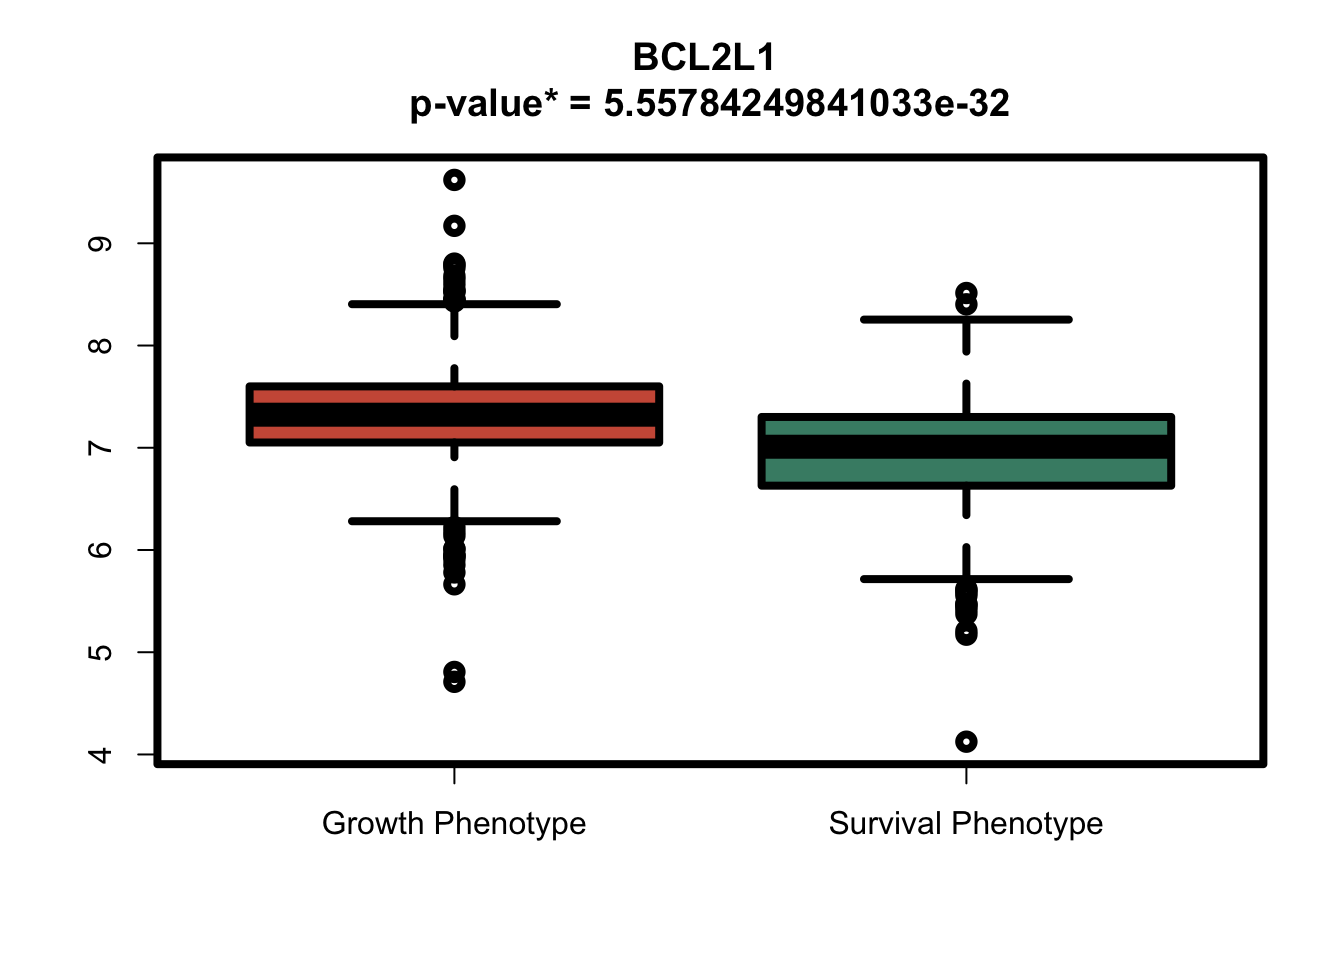 BCL2L1
p-value* = 5.55784249841033e-32
9
8
7
6
5
4
Growth Phenotype Survival Phenotype